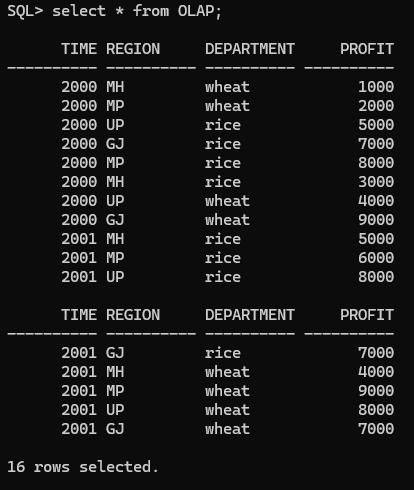 SQL> select * from OLAP;
TIME REGION DEPARTMENT PROFIT
---------- ---------- ---------- ----------
2000 MH wheat 1000
2000 MP wheat 2000
2000 UP rice 5000
2000 GJ rice 7000
2000 MP rice 8000
2000 MH rice 3000
2000 UP wheat 4000
2000 GJ wheat 9000
2001 MH rice 5000
2001 MP rice 6000
2001 UP rice 8000
TIME REGION DEPARTMENT PROFIT
---------- ---------- ---------- ----------
2001 GJ rice 7000
2001 MH wheat 4000
2001 MP wheat 9000
2001 UP wheat 8000
2001 GJ wheat 7000
16 rows selected.